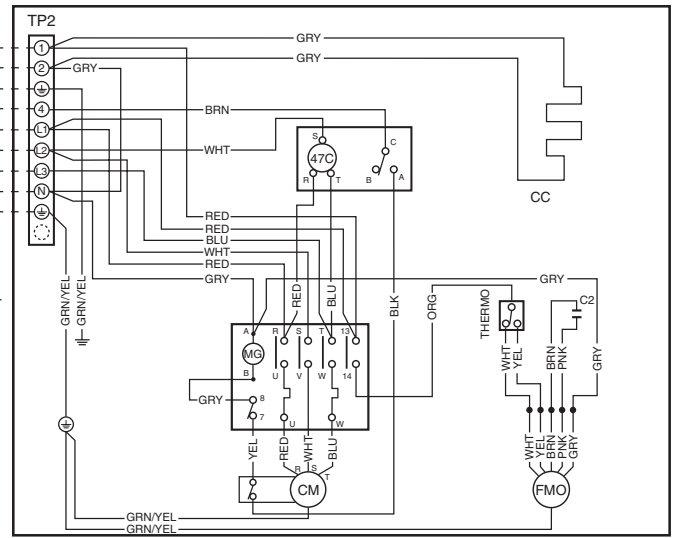 TP2
1
GRY
2
GRY
GRY
4
BRN
L1
L2
WHT
S
47C
C
R
T
B
A
L3
N
CC
RED
RED
BLU
WHT
RED
GRY
GRY
GRN/YEL
GRN/YEL
RED
BLU
BLK
ORG
THERMO
C2
WHT
YEL
BRN
PNK
GRY
A
R
S
T
13
MG
B
U
V
W
14
GRY
8
7
U
W
YEL
RED
WHT
BLU
R
S
T
CM
WHT
YEL
BRN
PNK
GRY
FMO
GRN/YEL
GRN/YEL